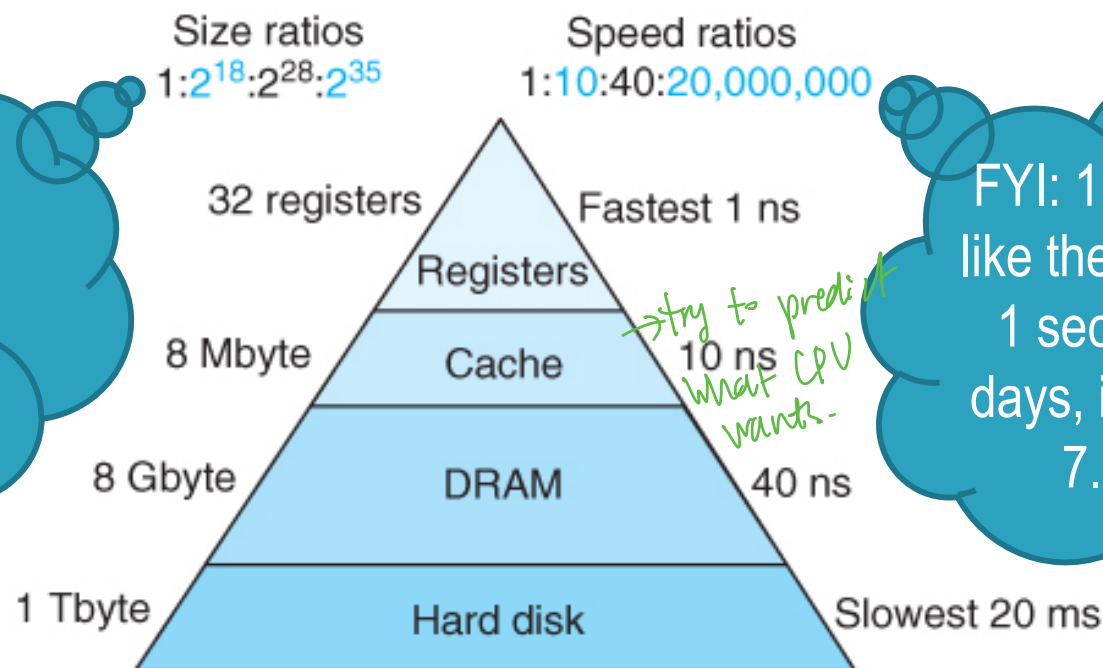 Size ratios
1:2¹⁸:2²⁸:2³⁵
Speed ratios
1:10:40:20,000,000
32 registers
Fastest 1 ns
Registers
8 Mbyte
Cache
10 ns
→try to predict
what CPU
wants.
8 Gbyte
DRAM
40 ns
1 Tbyte
Hard disk
Slowest 20 ms
FYI: 1
like the
1 sec
days, i
7.